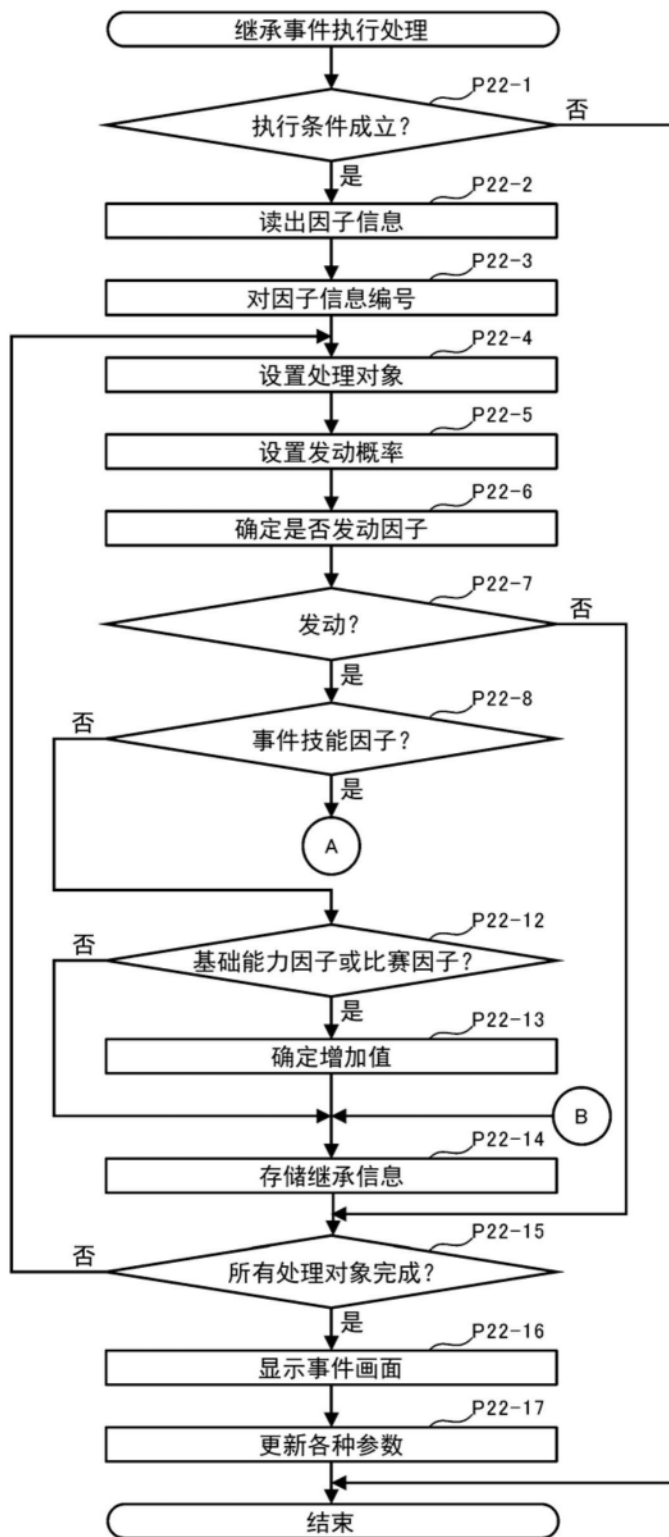 继承事件执行处理
P22-1
执行条件成立?
否
是
P22-2
读出因子信息
P22-3
对因子信息编号
P22-4
设置处理对象
P22-5
设置发动概率
P22-6
确定是否发动因子
P22-7
发动?
否
是
P22-8
否
事件技能因子?
是
A
P22-12
否
基础能力因子或比赛因子?
是
P22-13
确定增加值
B
P22-14
存储继承信息
P22-15
否
所有处理对象完成?
是
P22-16
显示事件画面
P22-17
更新各种参数
结束